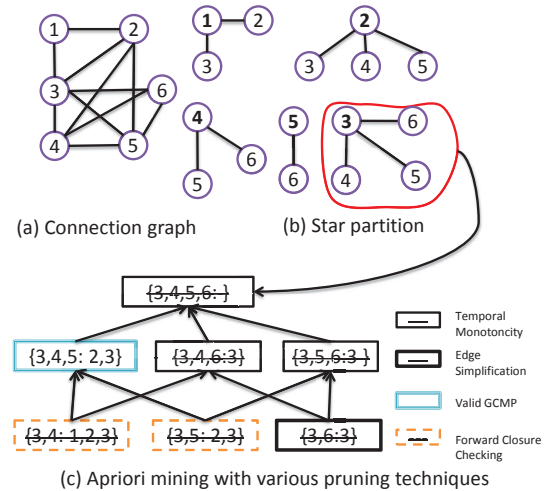 1 2
3 6
4 5
1 2
3
2
3 4 5
4
5 6
5
6
3 6
4 5
(a) Connection graph
(b) Star partition
{3,4,5,6: }
{3,4,5: 2,3}
{3,4,6:3}
{3,5,6:3 }
{3,4: 1,2,3}
{3,5: 2,3}
{3,6:3}
Temporal
Monotoncity
Edge
Simplification
Valid GCMP
Forward Closure
Checking
(c) Apriori mining with various pruning techniques